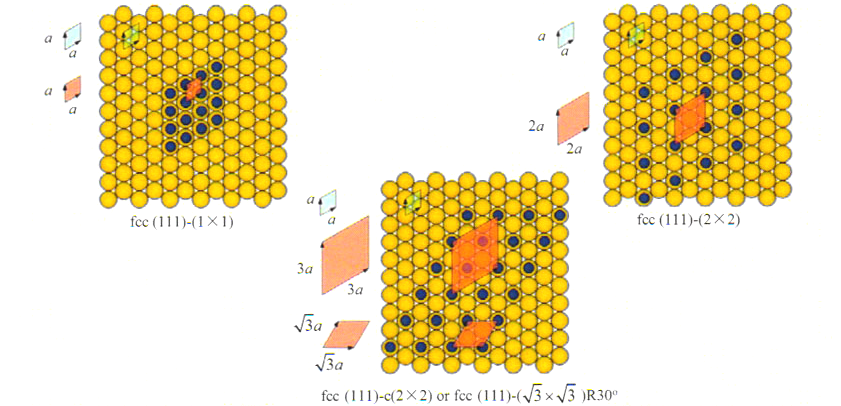 a
a
a
a
fcc (111)-(1×1)
a
a
2a
2a
fcc (111)-(2×2)
a
a
3a
3a
√3a
√3a
fcc (111)-c(2×2) or fcc (111)-(√3×√3 )R30°